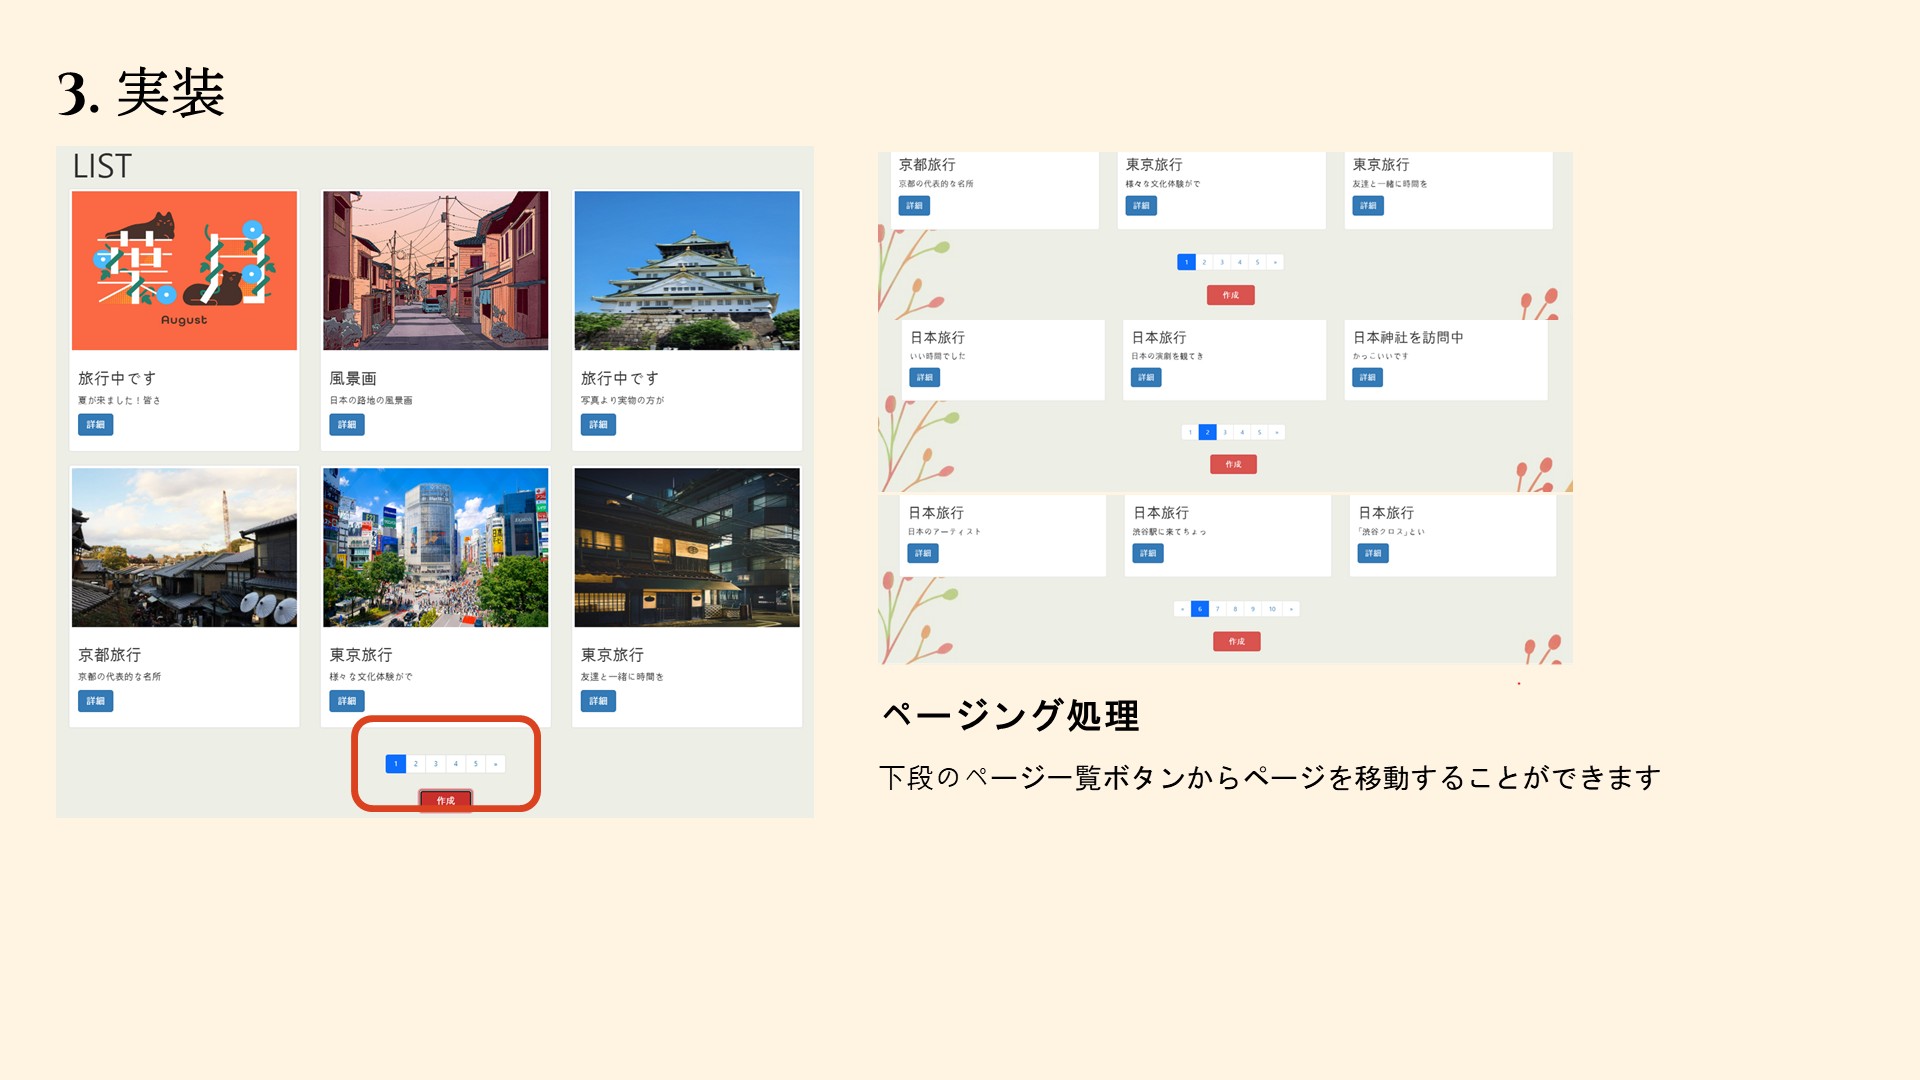 3. 実装
LIST
葉月
August
旅行中です
夏が来ました！皆さ
詳細
風景画
日本の路地の風景画
詳細
旅行中です
写真より実物の方が
詳細
京都旅行
京都の代表的な名所
詳細
東京旅行
様々な文化体験がで
詳細
東京旅行
友達と一緒に時間を
詳細
1 2 3 4 5 »
作成
京都旅行
京都の代表的な名所
詳細
東京旅行
様々な文化体験がで
詳細
東京旅行
友達と一緒に時間を
詳細
1 2 3 4 5 »
作成
日本旅行
いい時間でした
詳細
日本旅行
日本の演劇を観てき
詳細
日本神社を訪問中
かっこいいです
詳細
1 2 3 4 5 »
作成
日本旅行
日本のアーティスト
詳細
日本旅行
渋谷駅に来てちょっ
詳細
日本旅行
「渋谷クロス」とい
詳細
« 6 7 8 9 10 »
作成
ページング処理
下段のページ一覧ボタンからページを移動することができます